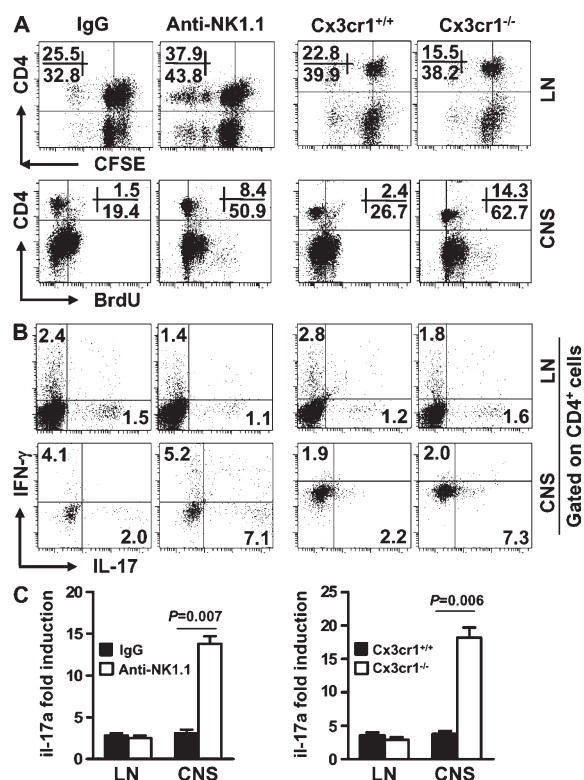 A
IgG
Anti-NK1.1
Cx3cr1+/+
Cx3cr1-/-
CD4
25.5
32.8
37.9
43.8
22.8
39.9
15.5
38.2
LN
CFSE
CD4
1.5
19.4
8.4
50.9
2.4
26.7
14.3
62.7
CNS
BrdU
B
2.4
1.5
1.4
1.1
2.8
1.2
1.8
1.6
LN
IFN-γ
4.1
2.0
5.2
7.1
1.9
2.2
2.0
7.3
CNS
Gated on CD4+ cells
IL-17
C
il-17a fold induction
20
15
10
5
0
P=0.007
IgG
Anti-NK1.1
LN CNS
il-17a fold induction
25
20
15
10
5
0
P=0.006
Cx3cr1+/+
Cx3cr1-/-
LN CNS